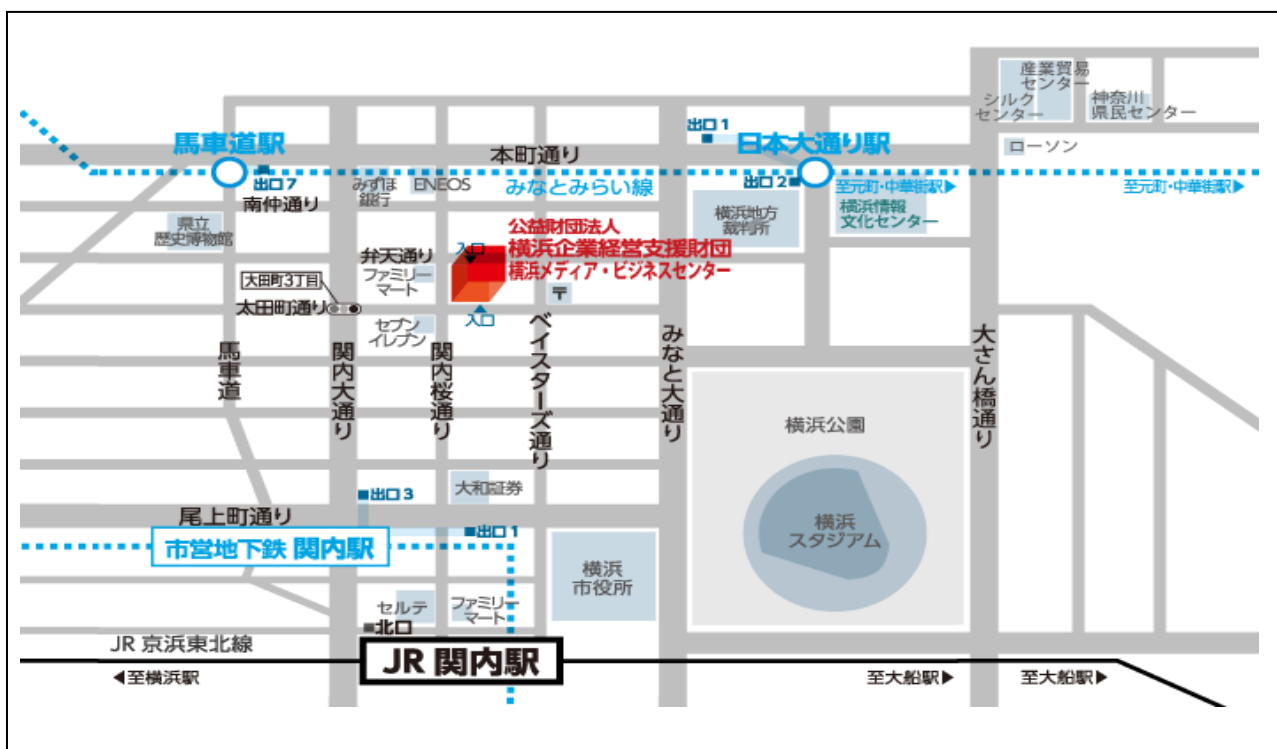 産業貿易
センター
シルク
センター
神奈川
県民センター
出口1
馬車道駅
日本大通り駅
本町通り
ローソン
出口7
みずほ
銀行
ENEOS
みなとみらい線
出口2
至元町・中華街駅▶
至元町・中華街駅▶
南仲通り
県立
歴史博物館
横浜地方
裁判所
横浜情報
文化センター
公益財団法人
横浜企業経営支援財団
横浜メディア・ビジネスセンター
入口
弁天通り
ファミリー
マート
大田町3丁目
太田町通り
〒
入口
セブン
イレブン
馬車道
関内大通り
関内桜通り
ベイスターズ通り
みなと大通り
大さん橋通り
横浜公園
出口3
大和証券
尾上町通り
出口1
横浜
スタジアム
市営地下鉄 関内駅
横浜
市役所
セルテ
ファミリー
マート
北口
JR 京浜東北線
JR 関内駅
◀至横浜駅
至大船駅▶
至大船駅▶